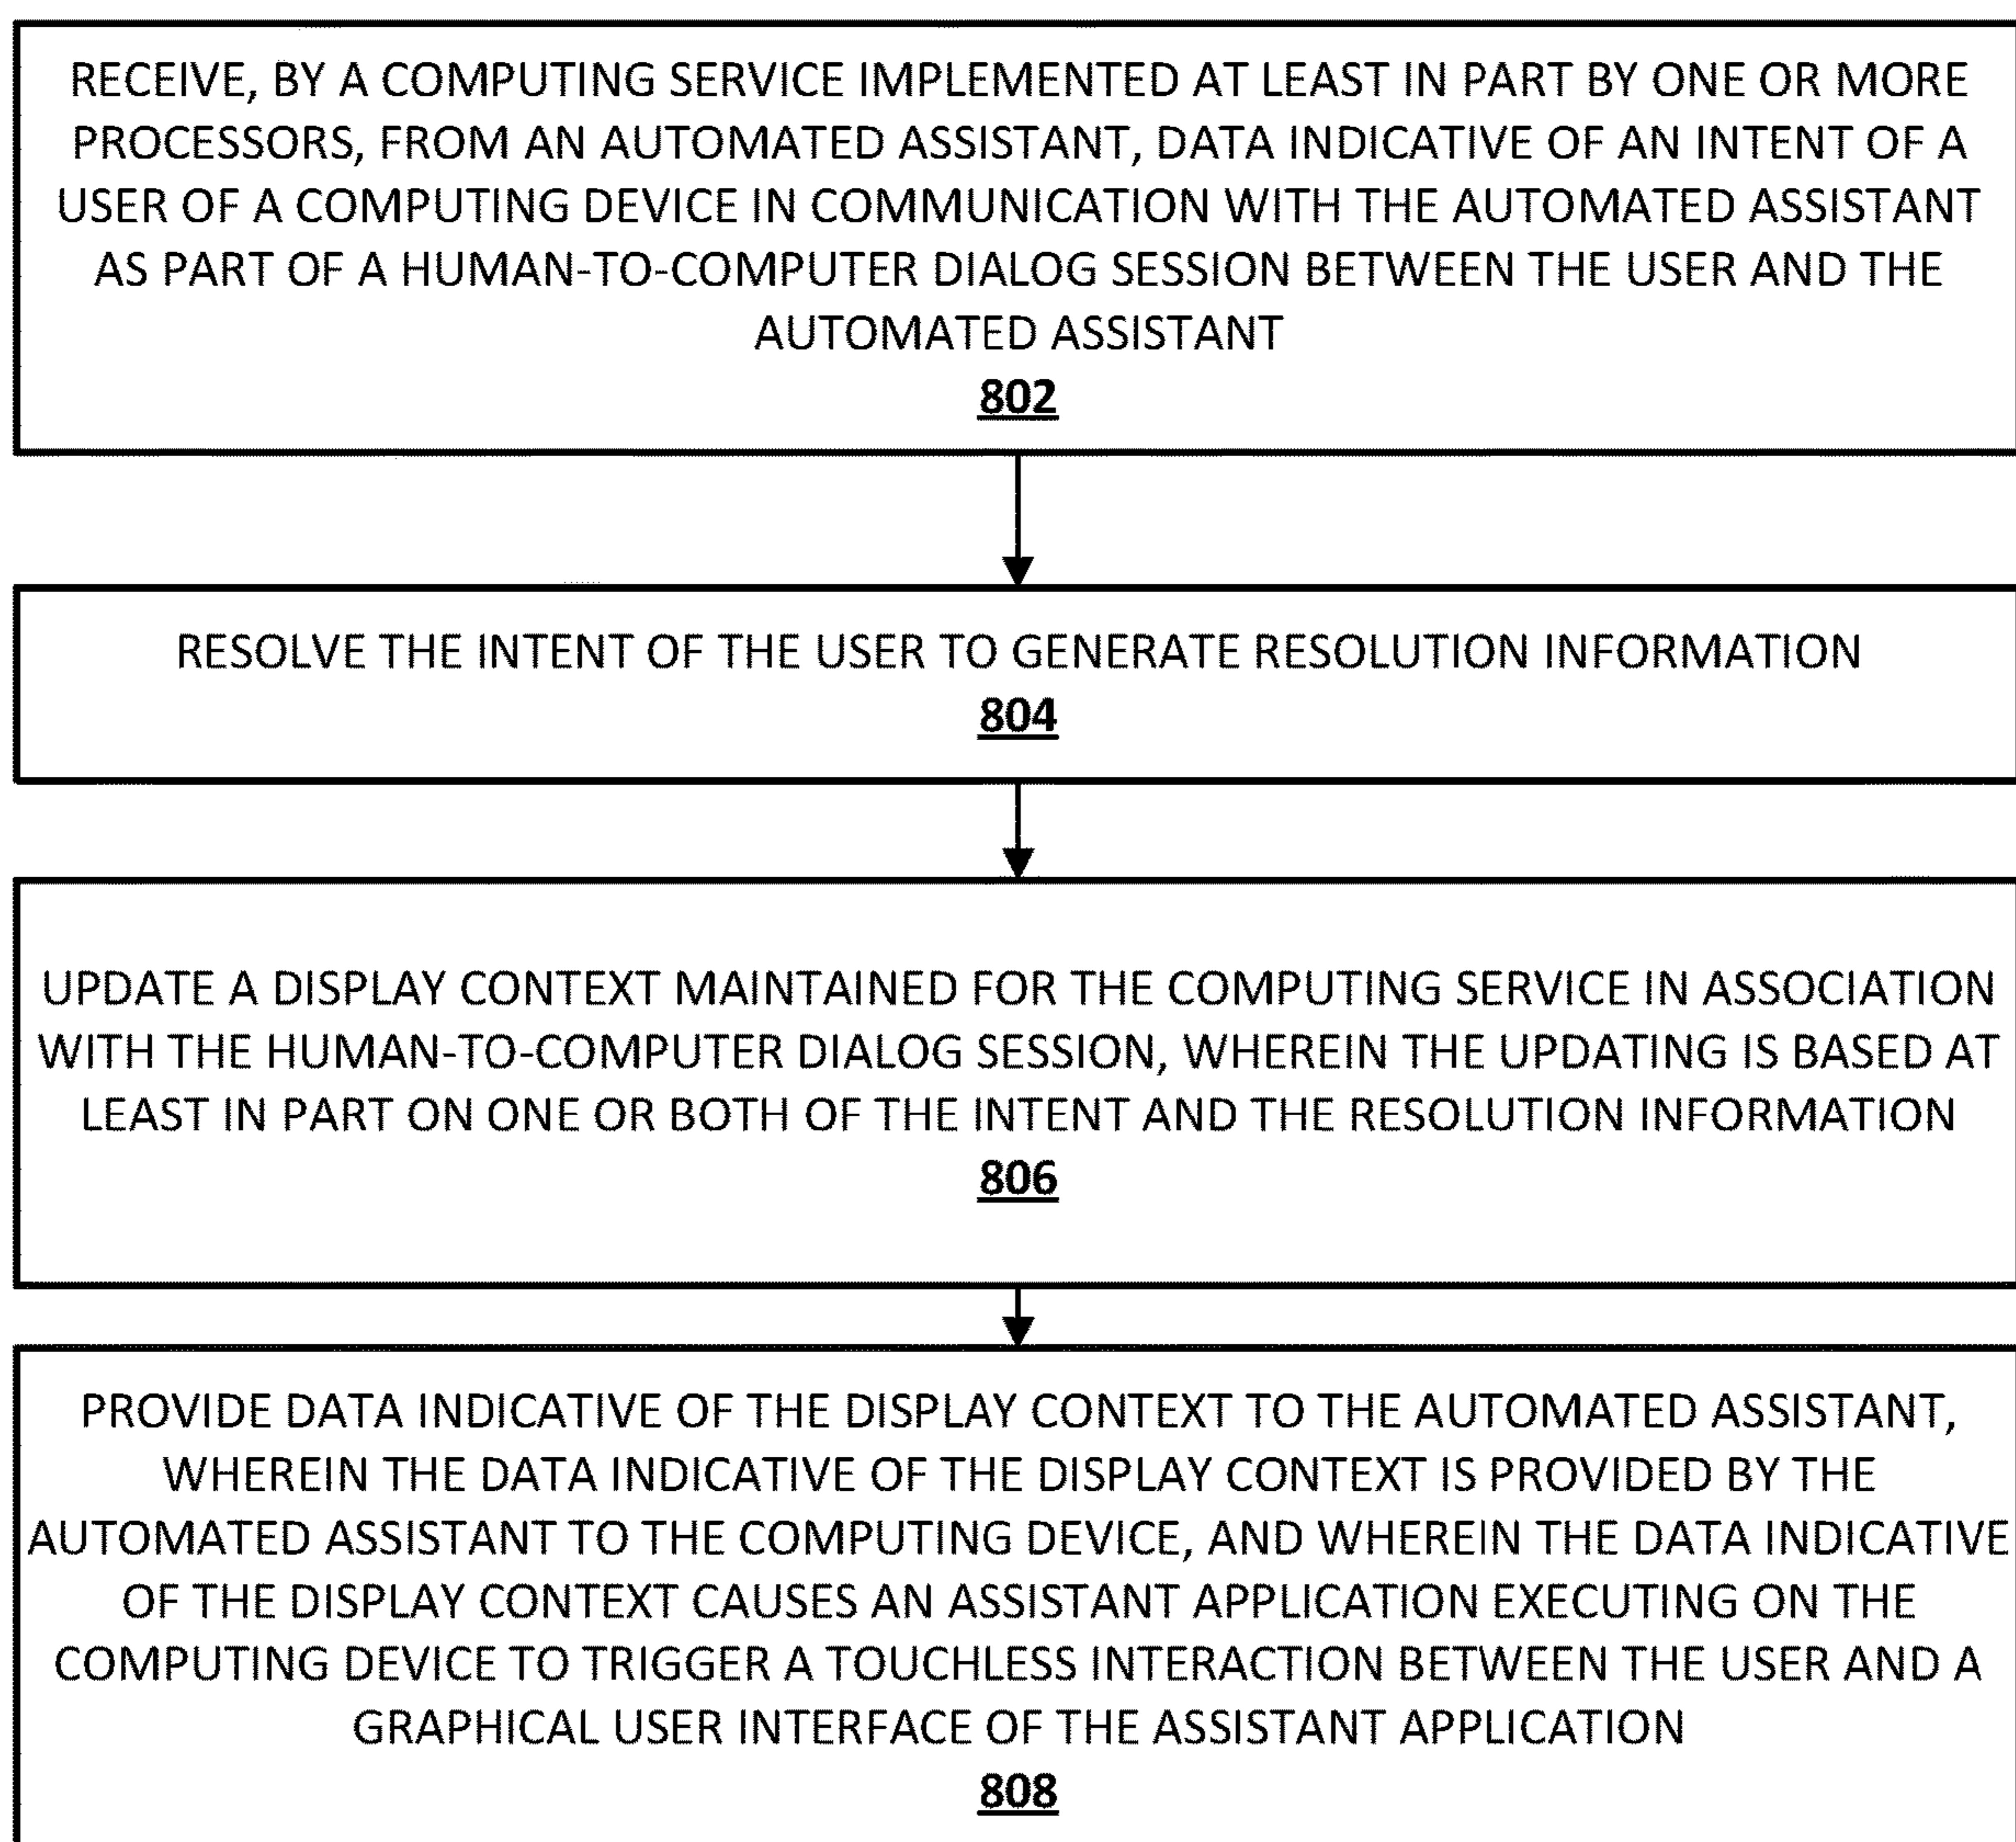 RECEIVE, BY A COMPUTING SERVICE IMPLEMENTED AT LEAST IN PART BY ONE OR MORE
PROCESSORS, FROM AN AUTOMATED ASSISTANT, DATA INDICATIVE OF AN INTENT OF A
USER OF A COMPUTING DEVICE IN COMMUNICATION WITH THE AUTOMATED ASSISTANT
AS PART OF A HUMAN-TO-COMPUTER DIALOG SESSION BETWEEN THE USER AND THE
AUTOMATED ASSISTANT
802
RESOLVE THE INTENT OF THE USER TO GENERATE RESOLUTION INFORMATION
804
UPDATE A DISPLAY CONTEXT MAINTAINED FOR THE COMPUTING SERVICE IN ASSOCIATION
WITH THE HUMAN-TO-COMPUTER DIALOG SESSION, WHEREIN THE UPDATING IS BASED AT
LEAST IN PART ON ONE OR BOTH OF THE INTENT AND THE RESOLUTION INFORMATION
806
PROVIDE DATA INDICATIVE OF THE DISPLAY CONTEXT TO THE AUTOMATED ASSISTANT,
WHEREIN THE DATA INDICATIVE OF THE DISPLAY CONTEXT IS PROVIDED BY THE
AUTOMATED ASSISTANT TO THE COMPUTING DEVICE, AND WHEREIN THE DATA INDICATIVE
OF THE DISPLAY CONTEXT CAUSES AN ASSISTANT APPLICATION EXECUTING ON THE
COMPUTING DEVICE TO TRIGGER A TOUCHLESS INTERACTION BETWEEN THE USER AND A
GRAPHICAL USER INTERFACE OF THE ASSISTANT APPLICATION
808